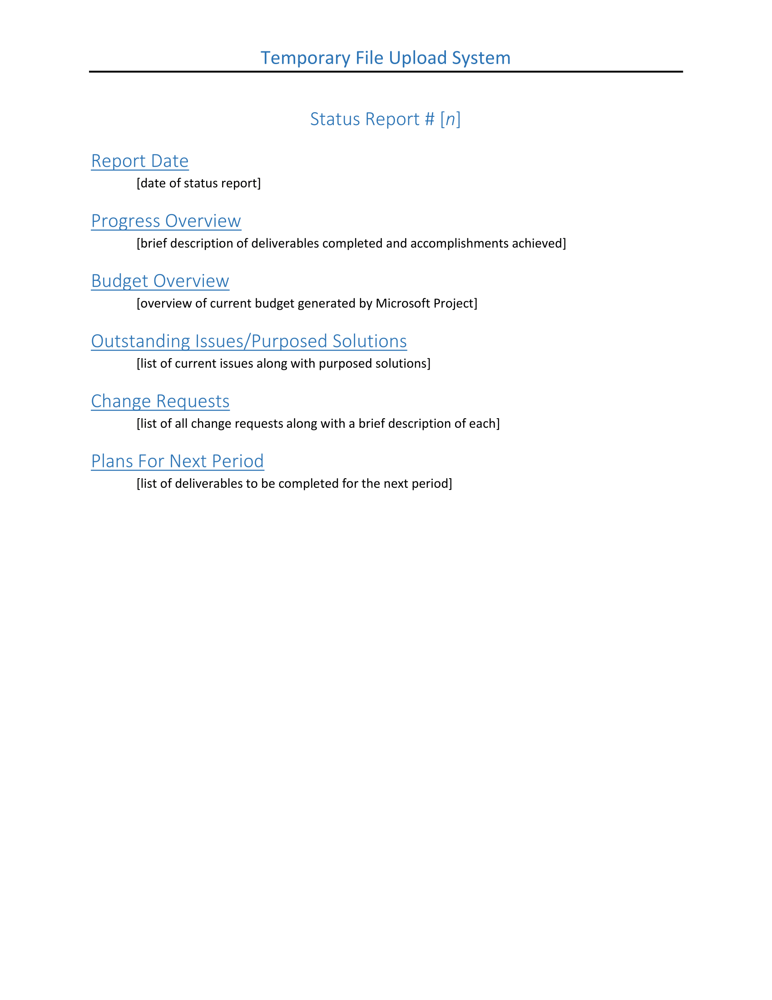 Temporary File Upload System
Status Report # [n]
Report Date
[date of status report]
Progress Overview
[brief description of deliverables completed and accomplishments achieved]
Budget Overview
[overview of current budget generated by Microsoft Project]
Outstanding Issues/Purposed Solutions
[list of current issues along with purposed solutions]
Change Requests
[list of all change requests along with a brief description of each]
Plans For Next Period
[list of deliverables to be completed for the next period]